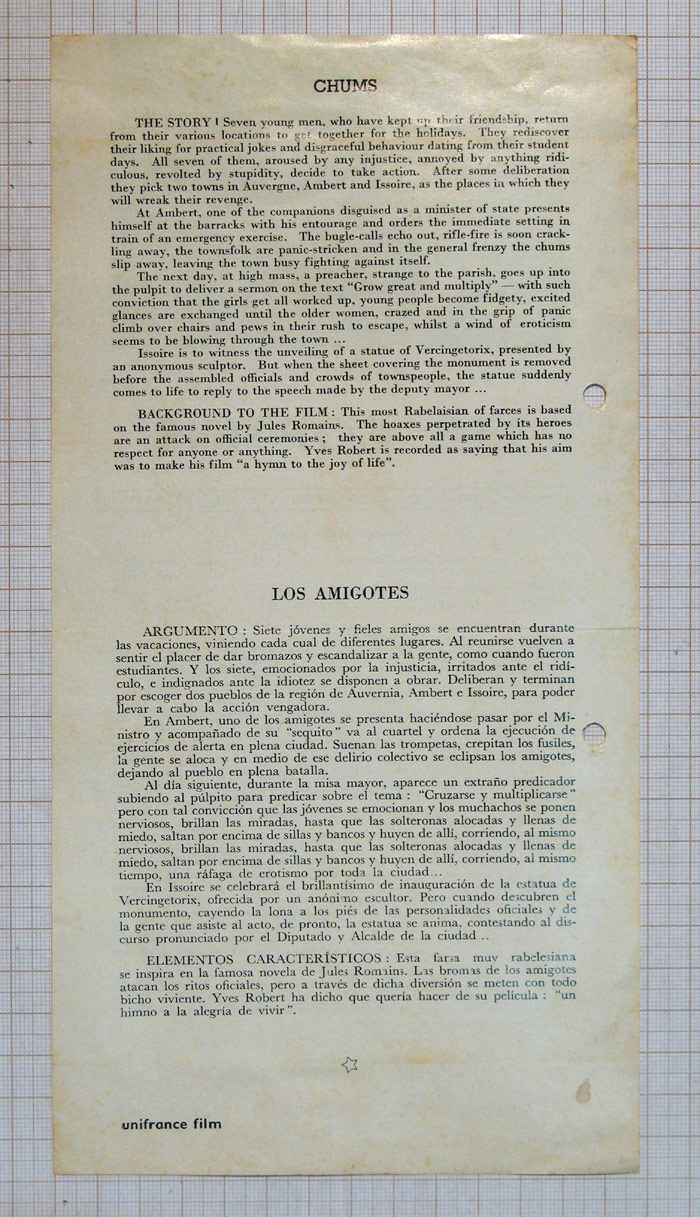 CHUMS
THE STORY : Seven young men, who have kept up their friendship, return
from their various locations to get together for the holidays. They rediscover
their liking for practical jokes and disgraceful behaviour dating from their student
days. All seven of them, aroused by any injustice, annoyed by anything ridi-
culous, revolted by stupidity, decide to take action. After some deliberation
they pick two towns in Auvergne, Ambert and Issoire, as the places in which they
will wreak their revenge.
At Ambert, one of the companions disguised as a minister of state presents
himself at the barracks with his entourage and orders the immediate setting in
train of an emergency exercise. The bugle-calls echo out, rifle-fire is soon crack-
ling away, the townsfolk are panic-stricken and in the general frenzy the chums
slip away, leaving the town busy fighting against itself.
The next day, at high mass, a preacher, strange to the parish, goes up into
the pulpit to deliver a sermon on the text “Grow great and multiply” — with such
conviction that the girls get all worked up, young people become fidgety, excited
glances are exchanged until the older women, crazed and in the grip of panic
climb over chairs and pews in their rush to escape, whilst a wind of eroticism
seems to be blowing through the town ...
Issoire is to witness the unveiling of a statue of Vercingetorix, presented by
an anonymous sculptor. But when the sheet covering the monument is removed
before the assembled officials and crowds of townspeople, the statue suddenly
comes to life to reply to the speech made by the deputy mayor ...
BACKGROUND TO THE FILM : This most Rabelaisian of farces is based
on the famous novel by Jules Romains. The hoaxes perpetrated by its heroes
are an attack on official ceremonies ; they are above all a game which has no
respect for anyone or anything. Yves Robert is recorded as saying that his aim
was to make his film “a hymn to the joy of life”.
LOS AMIGOTES
ARGUMENTO : Siete jóvenes y fieles amigos se encuentran durante
las vacaciones, viniendo cada cual de diferentes lugares. Al reunirse vuelven a
sentir el placer de dar bromazos y escandalizar a la gente, como cuando fueron
estudiantes. Y los siete, emocionados por la injusticia, irritados ante el ridí-
culo, e indignados ante la idiotez se disponen a obrar. Deliberan y terminan
por escoger dos pueblos de la región de Auvernia, Ambert e Issoire, para poder
llevar a cabo la acción vengadora.
En Ambert, uno de los amigotes se presenta haciéndose pasar por el Mi-
nistro y acompañado de su “sequito” va al cuartel y ordena la ejecución de
ejercicios de alerta en plena ciudad. Suenan las trompetas, crepitan los fusiles,
la gente se aloca y en medio de ese delirio colectivo se eclipsan los amigotes,
dejando al pueblo en plena batalla.
Al día siguiente, durante la misa mayor, aparece un extraño predicador
subiendo al púlpito para predicar sobre el tema : “Cruzarse y multiplicarse”
pero con tal convicción que las jóvenes se emocionan y los muchachos se ponen
nerviosos, brillan las miradas, hasta que las solteronas alocadas y llenas de
miedo, saltan por encima de sillas y bancos y huyen de allí, corriendo, al mismo
nerviosos, brillan las miradas, hasta que las solteronas alocadas y llenas de
miedo, saltan por encima de sillas y bancos y huyen de allí, corriendo, al mismo
tiempo, una ráfaga de erotismo por toda la ciudad...
En Issoire se celebrará el brillantísimo de inauguración de la estatua de
Vercingetorix, ofrecida por un anónimo escultor. Pero cuando descubren el
monumento, cayendo la lona a los piés de las personalidades oficiales y de
la gente que asiste al acto, de pronto, la estatua se anima, contestando al dis-
curso pronunciado por el Diputado y Alcalde de la ciudad ..
ELEMENTOS CARACTERÍSTICOS : Esta farsa muy rabelesiana
se inspira en la famosa novela de Jules Romains. Las bromas de los amigotes
atacan los ritos oficiales, pero a través de dicha diversión se meten con todo
bicho viviente. Yves Robert ha dicho que quería hacer de su película : “un
himno a la alegría de vivir”.
unifrance film